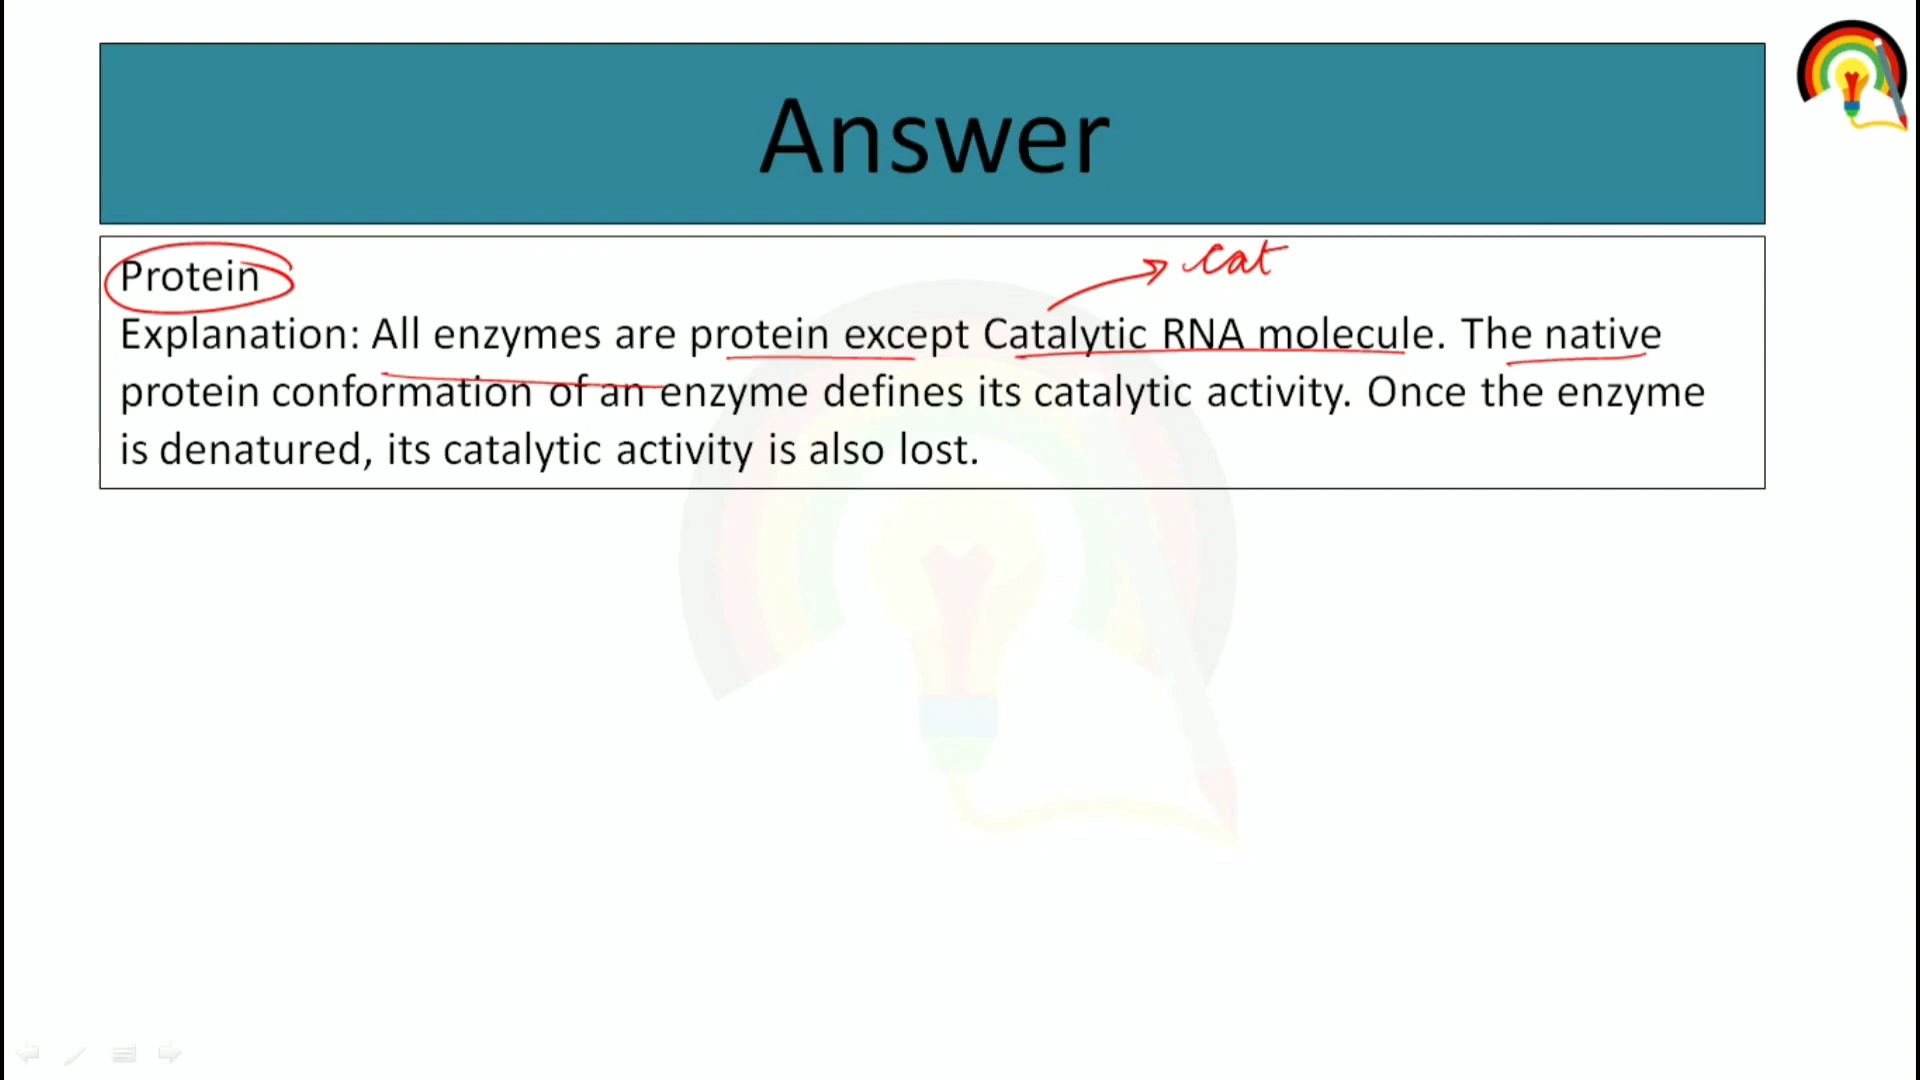 Answer
Protein
cat
Explanation: All enzymes are protein except Catalytic RNA molecule. The native
protein conformation of an enzyme defines its catalytic activity. Once the enzyme
is denatured, its catalytic activity is also lost.